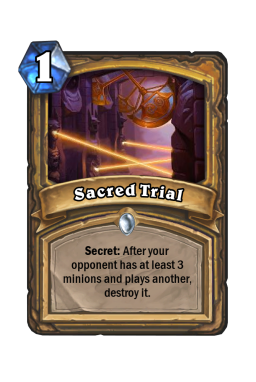 1
Sacred Trial
Secret: After your
opponent has at least 3
minions and plays another,
destroy it.